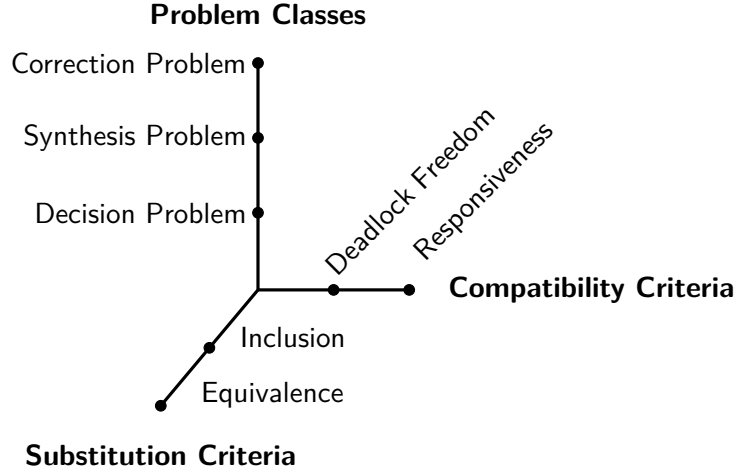 Problem Classes
Correction Problem
Synthesis Problem
Decision Problem
Deadlock Freedom
Responsiveness
Compatibility Criteria
Inclusion
Equivalence
Substitution Criteria